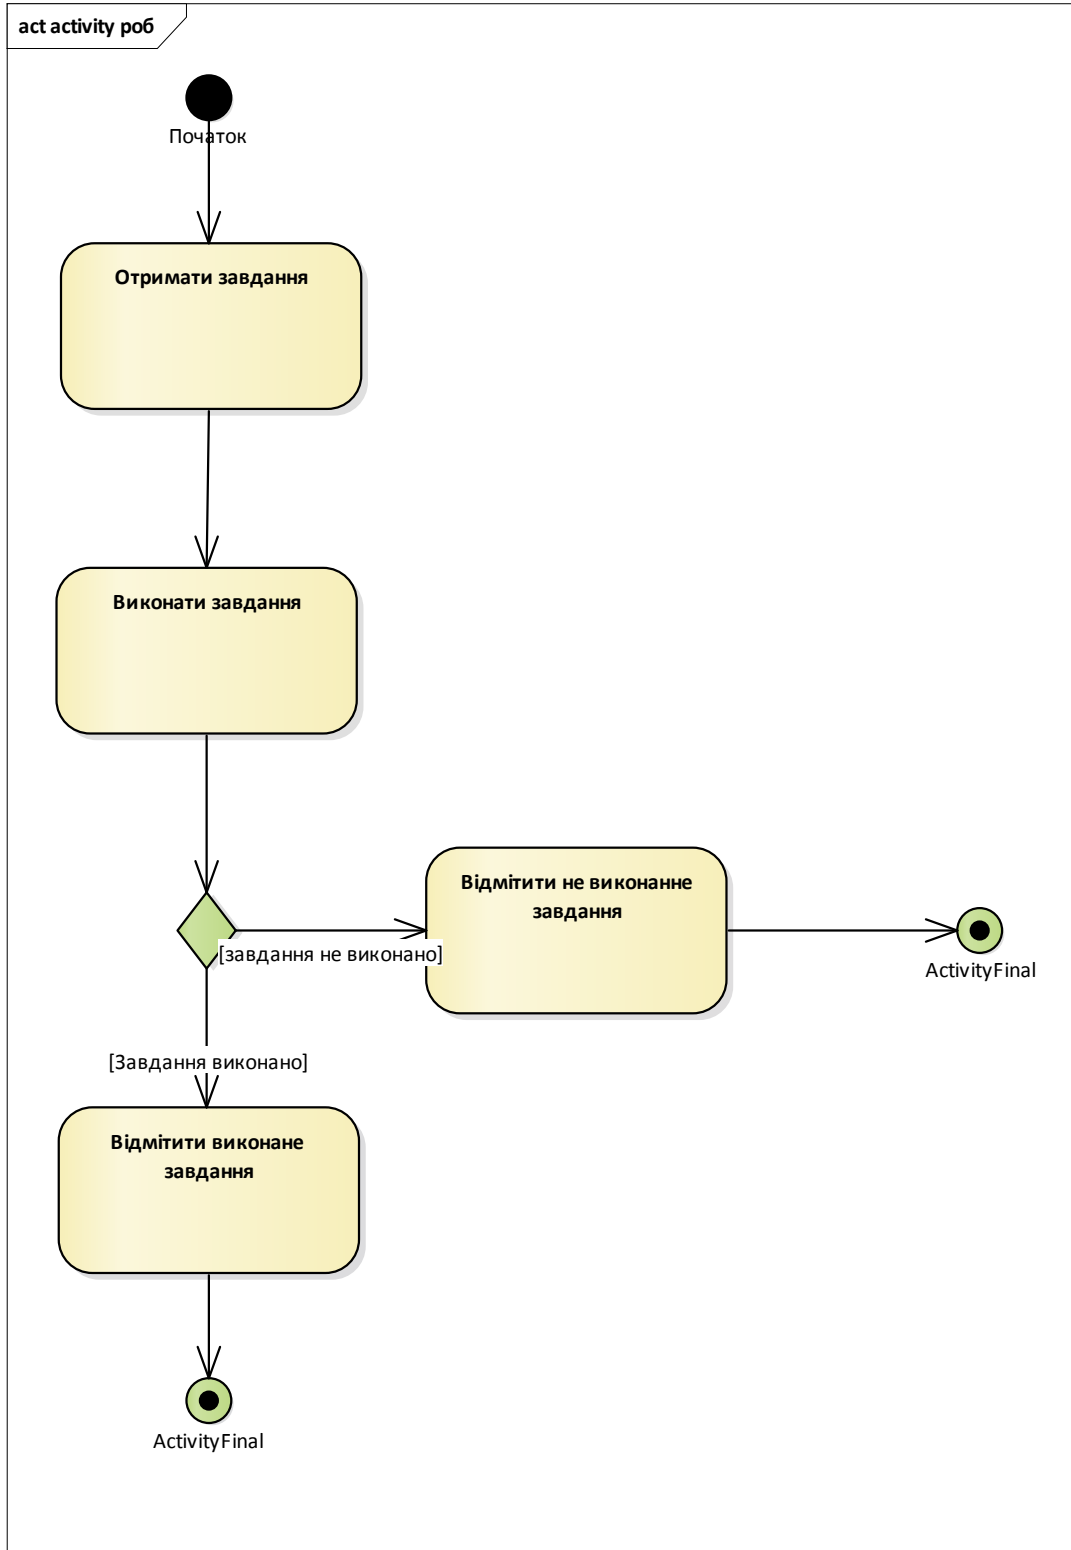 act activity роб
Початок
Отримати завдання
Виконати завдання
Відмітити не виконанне
завдання
[завдання не виконано]
ActivityFinal
[Завдання виконано]
Відмітити виконане
завдання
ActivityFinal